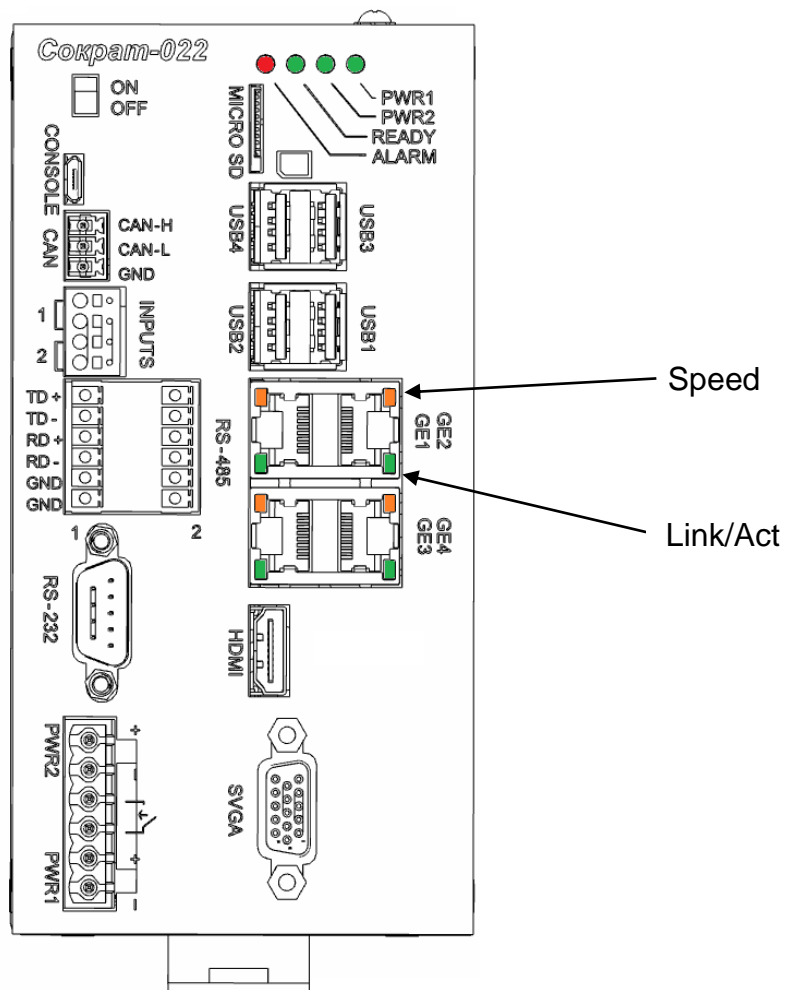 Сократ-022
ON
OFF
PWR1
PWR2
READY
ALARM
MICRO SD
CONSOLE
CAN
CAN-H
CAN-L
GND
USB4
USB3
INPUTS
1
2
USB2
USB1
Speed
TD +
TD -
RD +
RD -
GND
GND
1
2
RS-485
GE2
GE1
GE4
GE3
Link/Act
RS-232
HDMI
PWR2
PWR1
+
-
+
-
SVGA